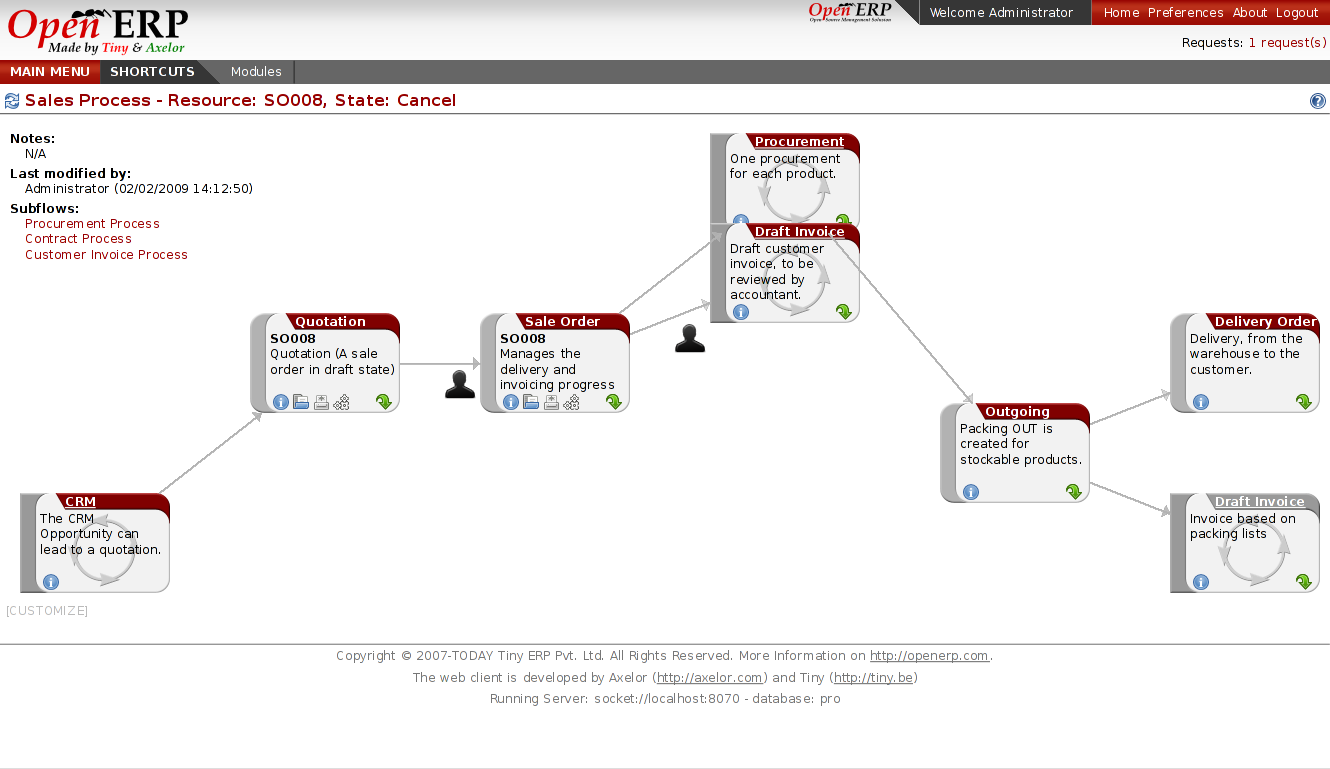 Open ERP
Made by Tiny & Axelor
Open ERP
Open Source Management Solution
Welcome Administrator
Home Preferences About Logout
Requests: 1 request(s)
MAIN MENU SHORTCUTS Modules
Sales Process - Resource: SO008, State: Cancel
?
Notes:
N/A
Last modified by:
Administrator (02/02/2009 14:12:50)
Subflows:
Procurement Process
Contract Process
Customer Invoice Process
Procurement
One procurement
for each product.
Draft Invoice
Draft customer
invoice, to be
reviewed by
accountant.
Quotation
SO008
Quotation (A sale
order in draft state)
Sale Order
SO008
Manages the
delivery and
invoicing progress
Delivery Order
Delivery, from the
warehouse to the
customer.
Outgoing
Packing OUT is
created for
stockable products.
CRM
The CRM
Opportunity can
lead to a quotation.
Draft Invoice
Invoice based on
packing lists
[CUSTOMIZE]
Copyright © 2007-TODAY Tiny ERP Pvt. Ltd. All Rights Reserved. More Information on http://openerp.com.
The web client is developed by Axelor (http://axelor.com) and Tiny (http://tiny.be)
Running Server: socket://localhost:8070 - database: pro